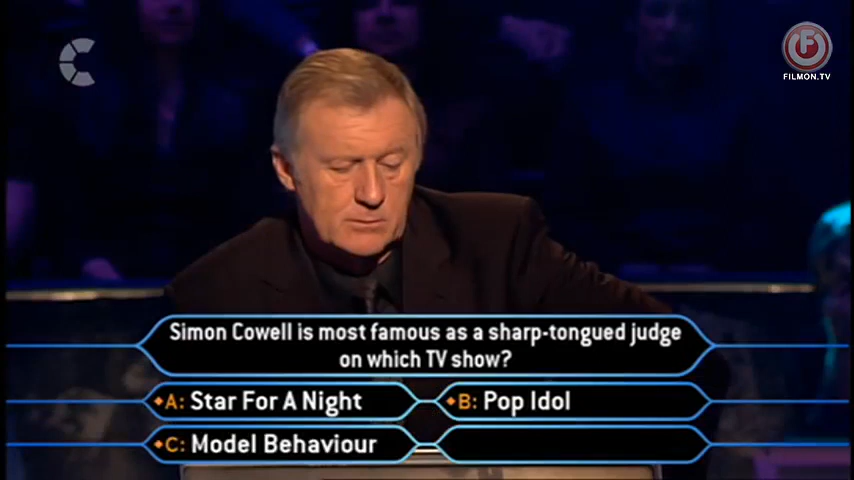 FILMON.TV
Simon Cowell is most famous as a sharp-tongued judge
on which TV show?
A: Star For A Night
B: Pop Idol
C: Model Behaviour